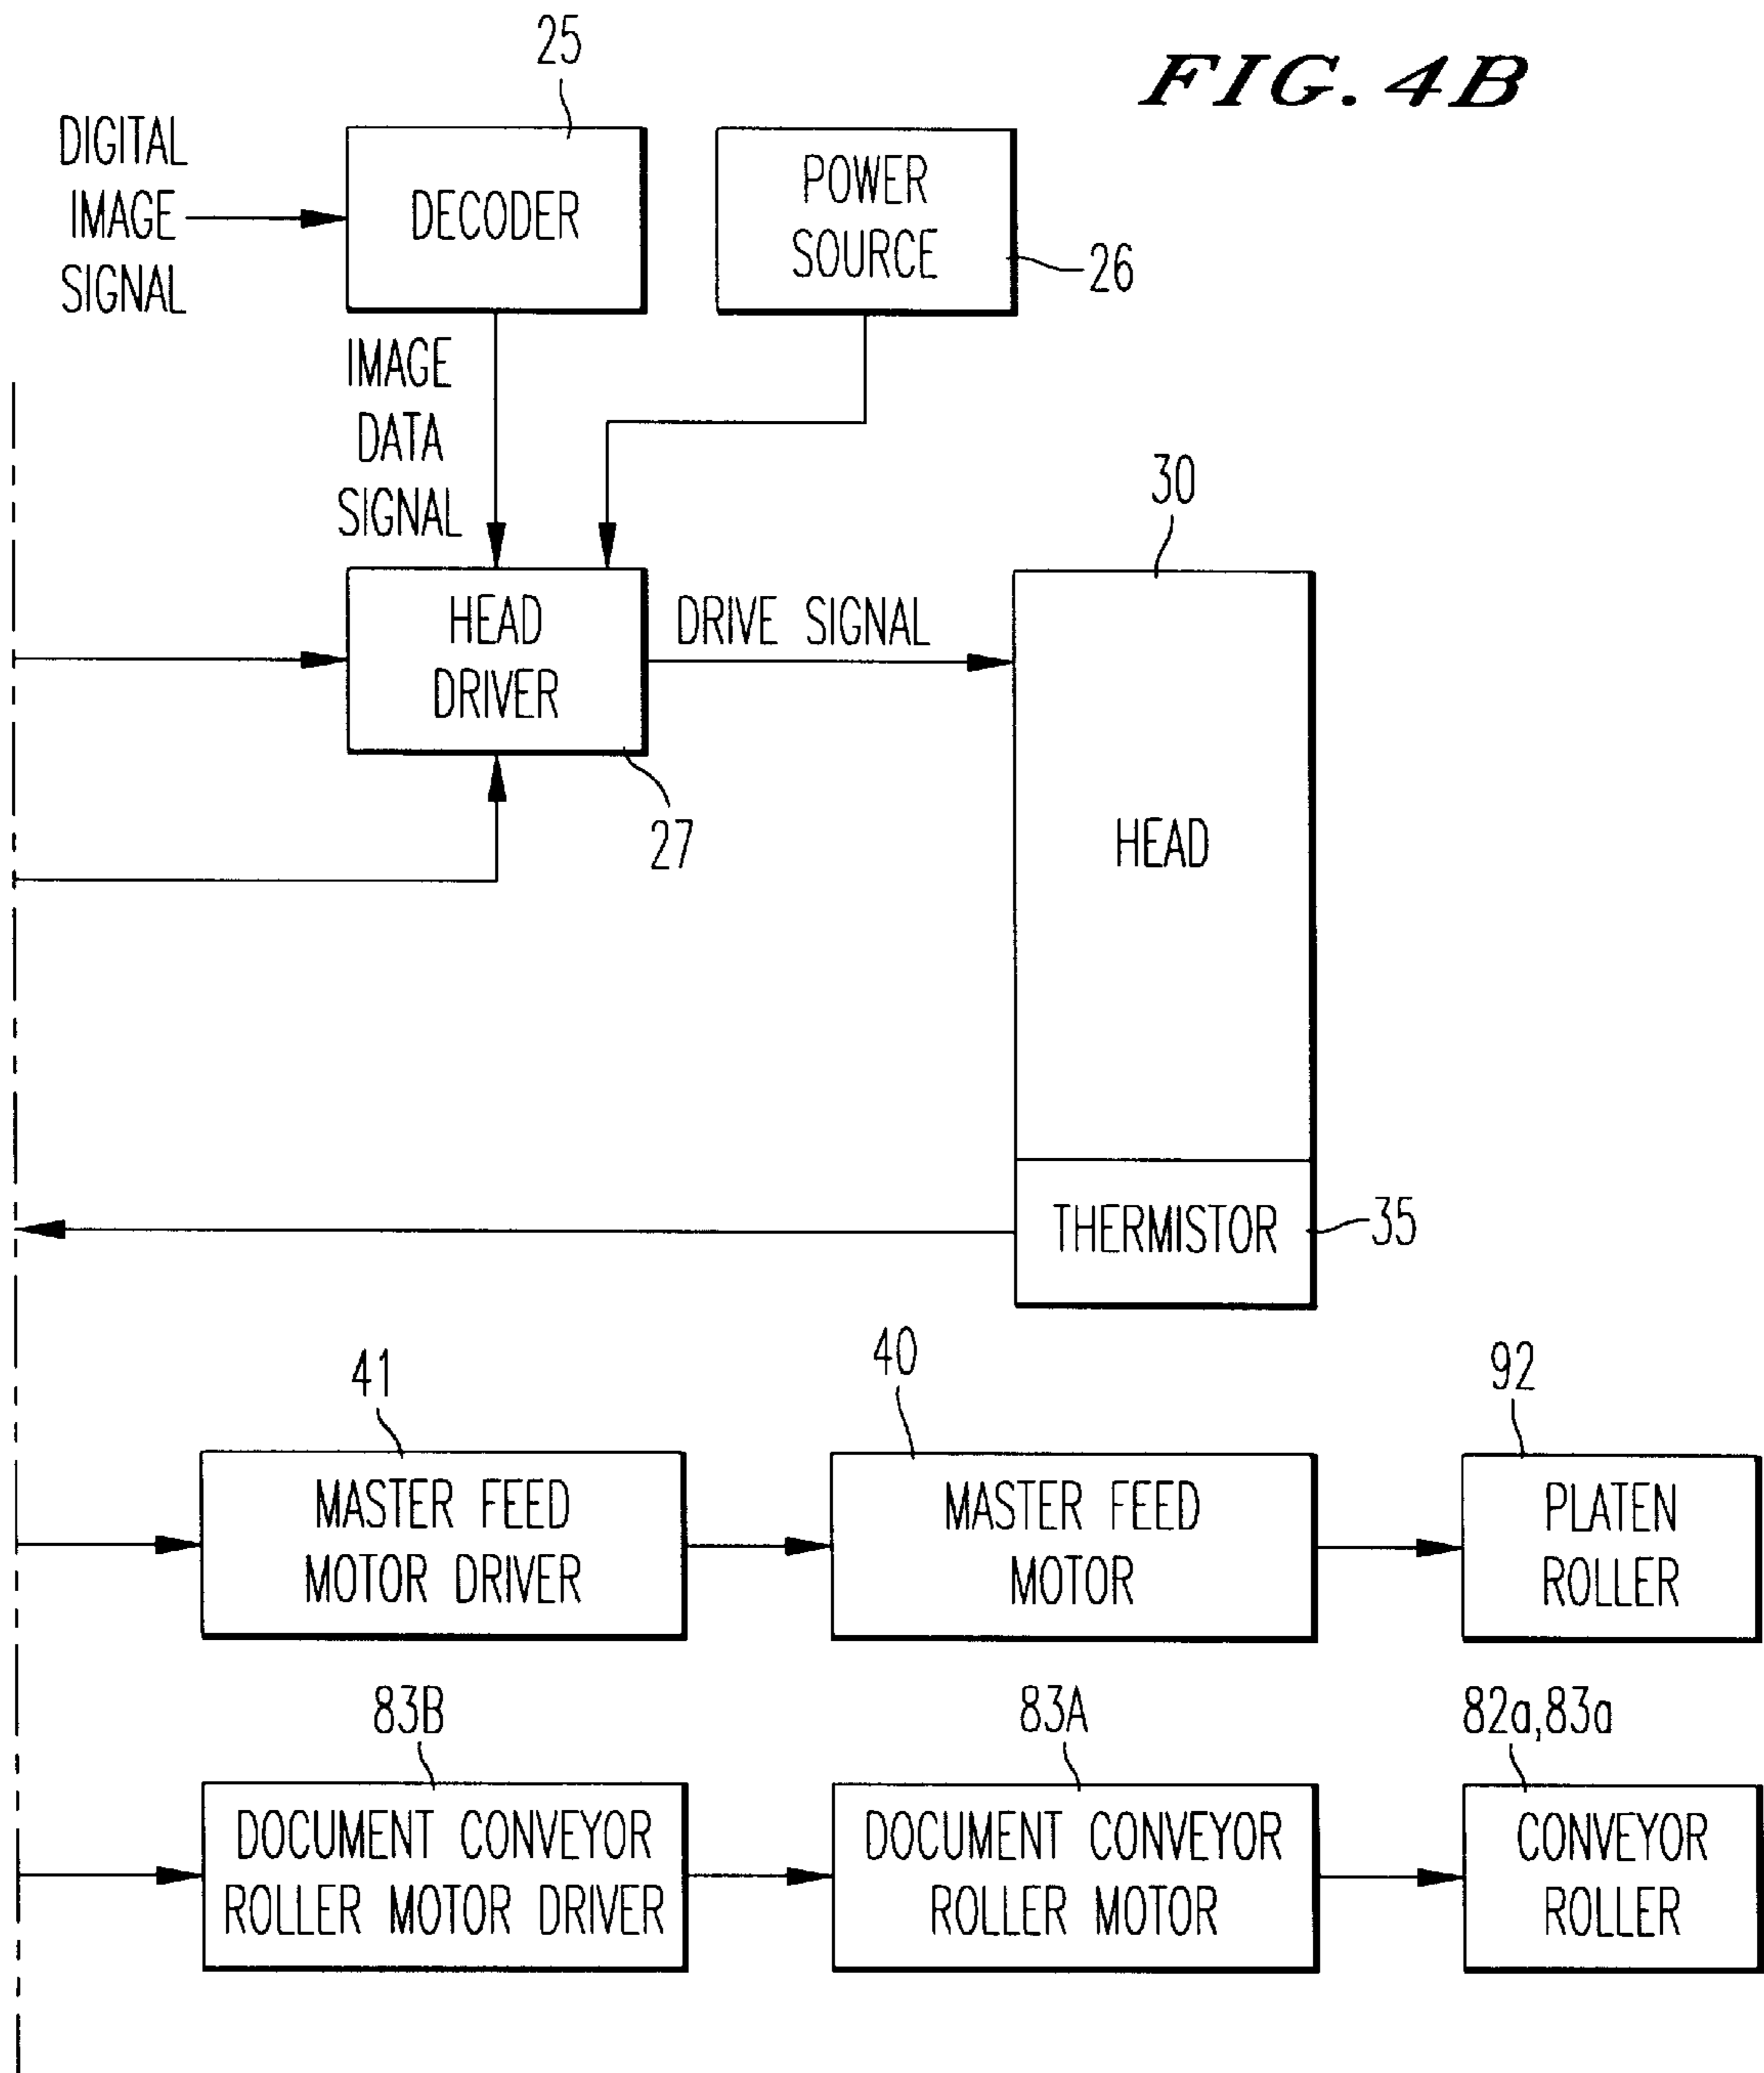 FIG. 4B
25
DIGITAL
IMAGE
SIGNAL
DECODER
POWER
SOURCE
26
IMAGE
DATA
SIGNAL
30
HEAD
DRIVER
DRIVE SIGNAL
27
HEAD
THERMISTOR
35
41
40
92
MASTER FEED
MOTOR DRIVER
MASTER FEED
MOTOR
PLATEN
ROLLER
83B
83A
82a,83a
DOCUMENT CONVEYOR
ROLLER MOTOR DRIVER
DOCUMENT CONVEYOR
ROLLER MOTOR
CONVEYOR
ROLLER